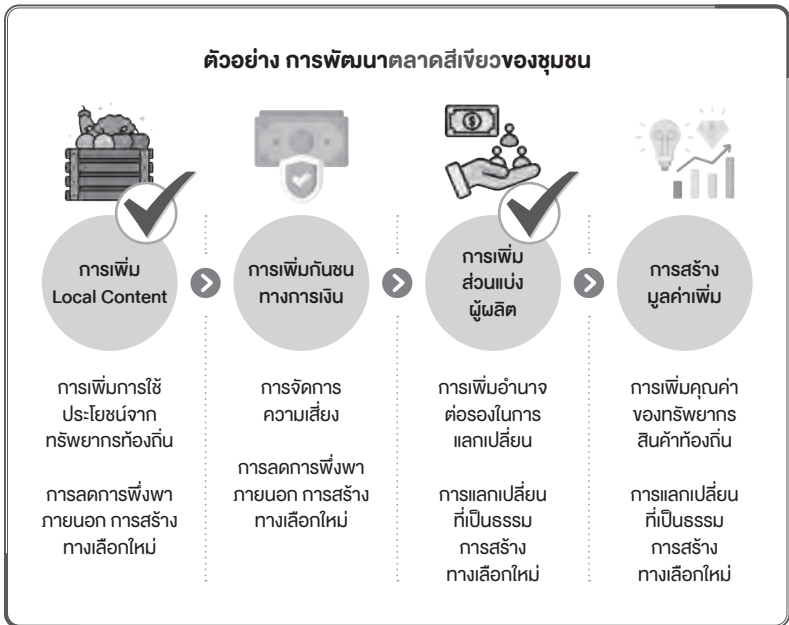 ตัวอย่าง การพัฒนาตลาดสีเขียวของชุมชน
การเพิ่ม
Local Content
การเพิ่มการใช้
ประโยชน์จาก
ทรัพยากรท้องถิ่น
การลดการพึ่งพา
ภายนอก การสร้าง
ทางเลือกใหม่
การเพิ่มกันชน
ทางการเงิน
การจัดการ
ความเสี่ยง
การลดการพึ่งพา
ภายนอก การสร้าง
ทางเลือกใหม่
การเพิ่ม
ส่วนแบ่ง
ผู้ผลิต
การเพิ่มอำนาจ
ต่อรองในการ
แลกเปลี่ยน
การแลกเปลี่ยน
ที่เป็นธรรม
การสร้าง
ทางเลือกใหม่
การสร้าง
มูลค่าเพิ่ม
การเพิ่มคุณค่า
ของทรัพยากร
สินค้าท้องถิ่น
การแลกเปลี่ยน
ที่เป็นธรรม
การสร้าง
ทางเลือกใหม่